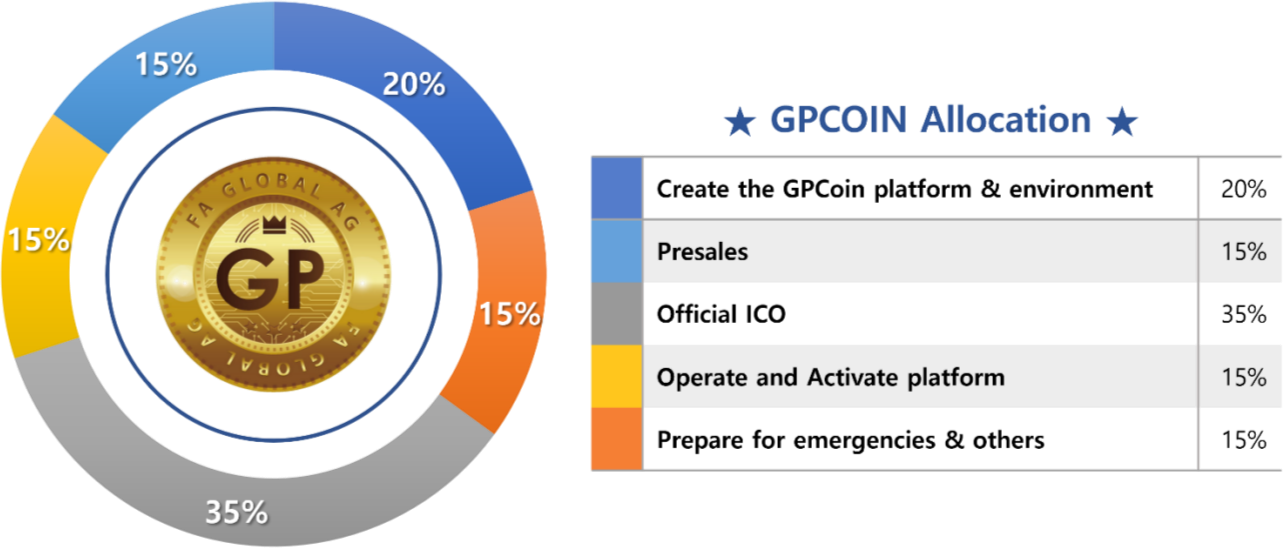 15%
20%
15%
15%
35%
FA GLOBAL AG
GP
FA GLOBAL AG
★ GPCOIN Allocation ★
Create the GPCoin platform & environment 20%
Presales 15%
Official ICO 35%
Operate and Activate platform 15%
Prepare for emergencies & others 15%